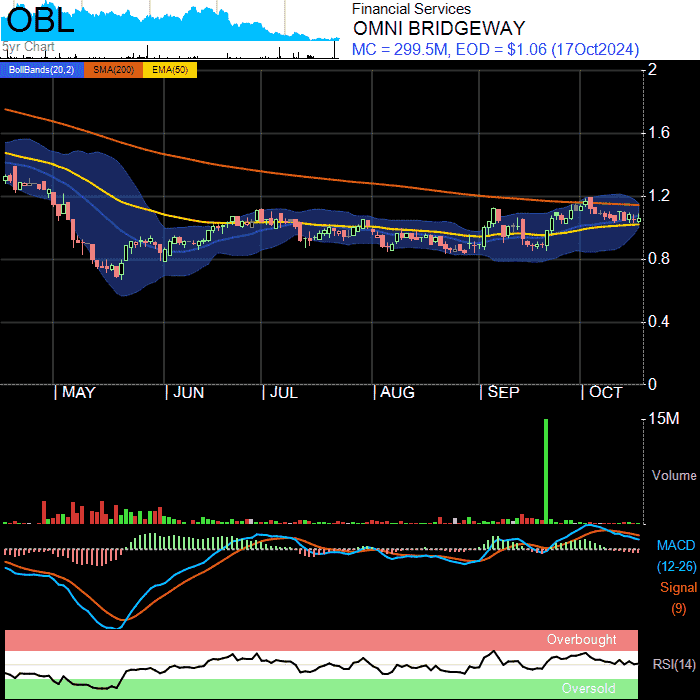 OBL
5yr Chart
Financial Services
OMNI BRIDGEWAY
MC = 299.5M, EOD = $1.06 (17Oct2024)
BollBands(20,2) SMA(200) EMA(50)
2
1.6
1.2
0.8
0.4
0
MAY JUN JUL AUG SEP OCT
15M
Volume
MACD
(12-26)
Signal
(9)
Overbought
RSI(14)
Oversold